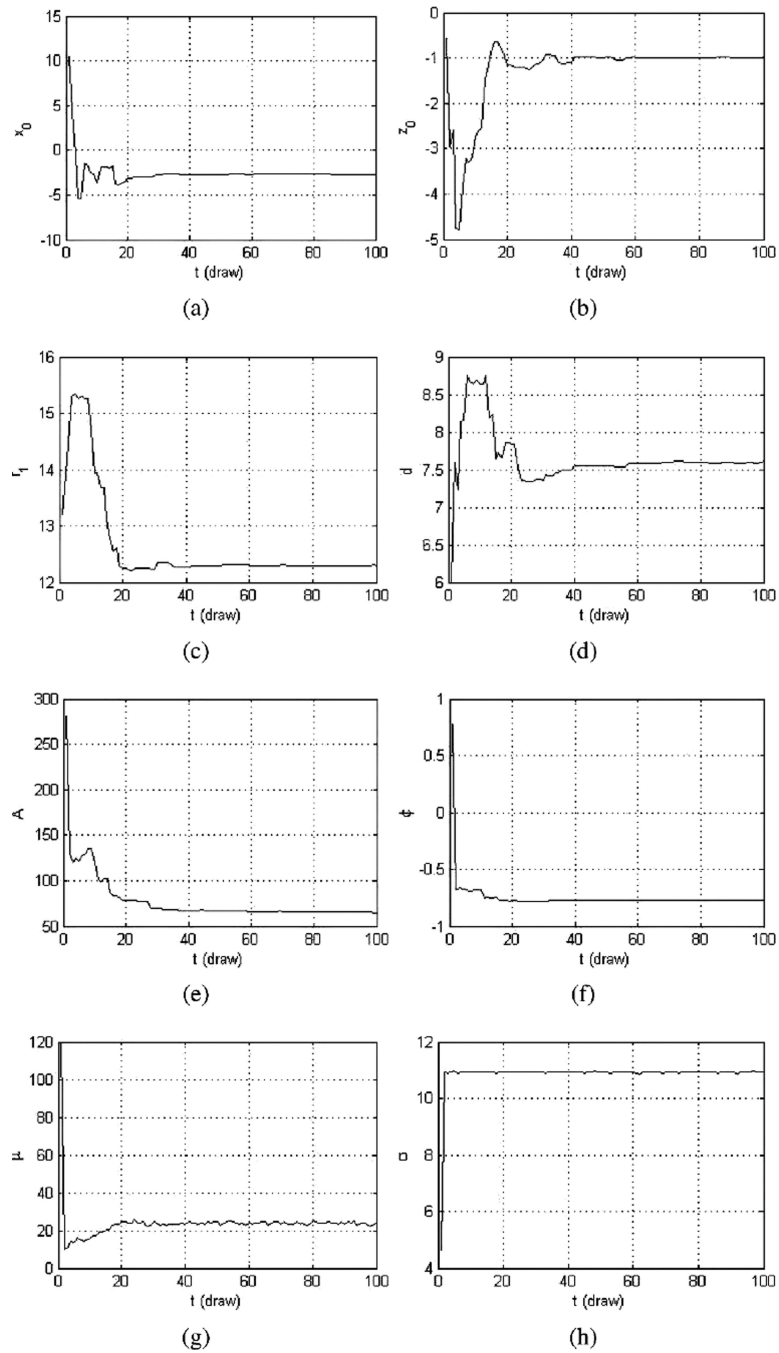 15
10
5
0
-5
-10
x0
0 20 40 60 80 100
t (draw)
(a)
0
-1
-2
-3
-4
-5
z0
0 20 40 60 80 100
t (draw)
(b)
16
15
14
13
12
r1
0 20 40 60 80 100
t (draw)
(c)
9
8.5
8
7.5
7
6.5
6
d
0 20 40 60 80 100
t (draw)
(d)
300
250
200
150
100
50
A
0 20 40 60 80 100
t (draw)
(e)
1
0.5
0
-0.5
-1
ϕ
0 20 40 60 80 100
t (draw)
(f)
120
100
80
60
40
20
0
μ
0 20 40 60 80 100
t (draw)
(g)
12
10
8
6
4
σ
0 20 40 60 80 100
t (draw)
(h)